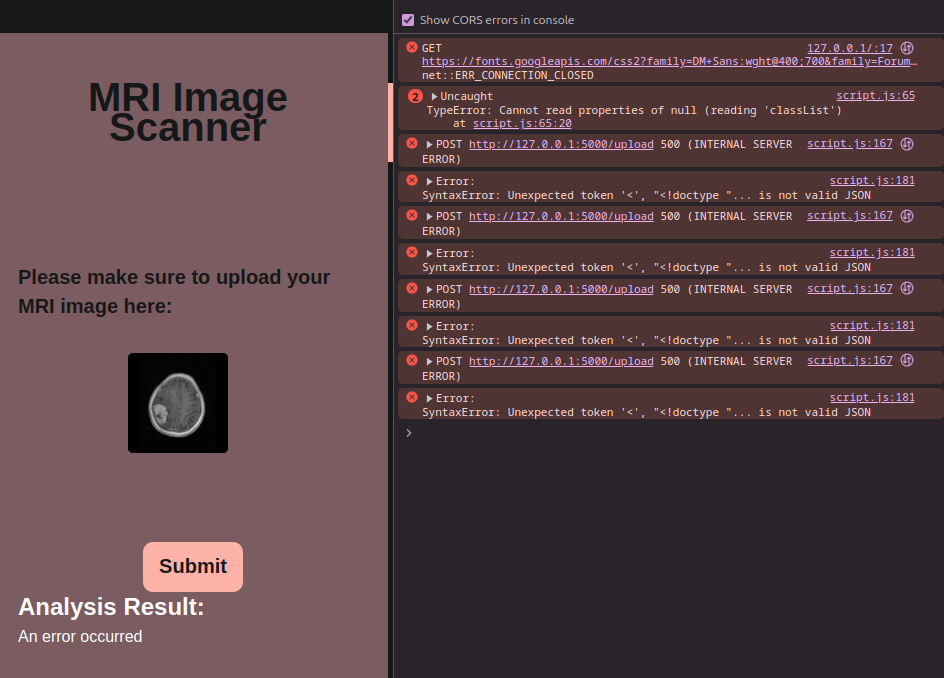 MRI Image
Scanner
Please make sure to upload your
MRI image here:
Submit
Analysis Result:
An error occurred
Show CORS errors in console
GET 127.0.0.1/:17
https://fonts.googleapis.com/css2?family=DM+Sans:wght@400;700&family=Forum…
net::ERR_CONNECTION_CLOSED
2 Uncaught script.js:65
TypeError: Cannot read properties of null (reading 'classList')
at script.js:65:20
POST http://127.0.0.1:5000/upload 500 (INTERNAL SERVER script.js:167
ERROR)
Error: script.js:181
SyntaxError: Unexpected token '<', "<!doctype "... is not valid JSON
POST http://127.0.0.1:5000/upload 500 (INTERNAL SERVER script.js:167
ERROR)
Error: script.js:181
SyntaxError: Unexpected token '<', "<!doctype "... is not valid JSON
POST http://127.0.0.1:5000/upload 500 (INTERNAL SERVER script.js:167
ERROR)
Error: script.js:181
SyntaxError: Unexpected token '<', "<!doctype "... is not valid JSON
POST http://127.0.0.1:5000/upload 500 (INTERNAL SERVER script.js:167
ERROR)
Error: script.js:181
SyntaxError: Unexpected token '<', "<!doctype "... is not valid JSON